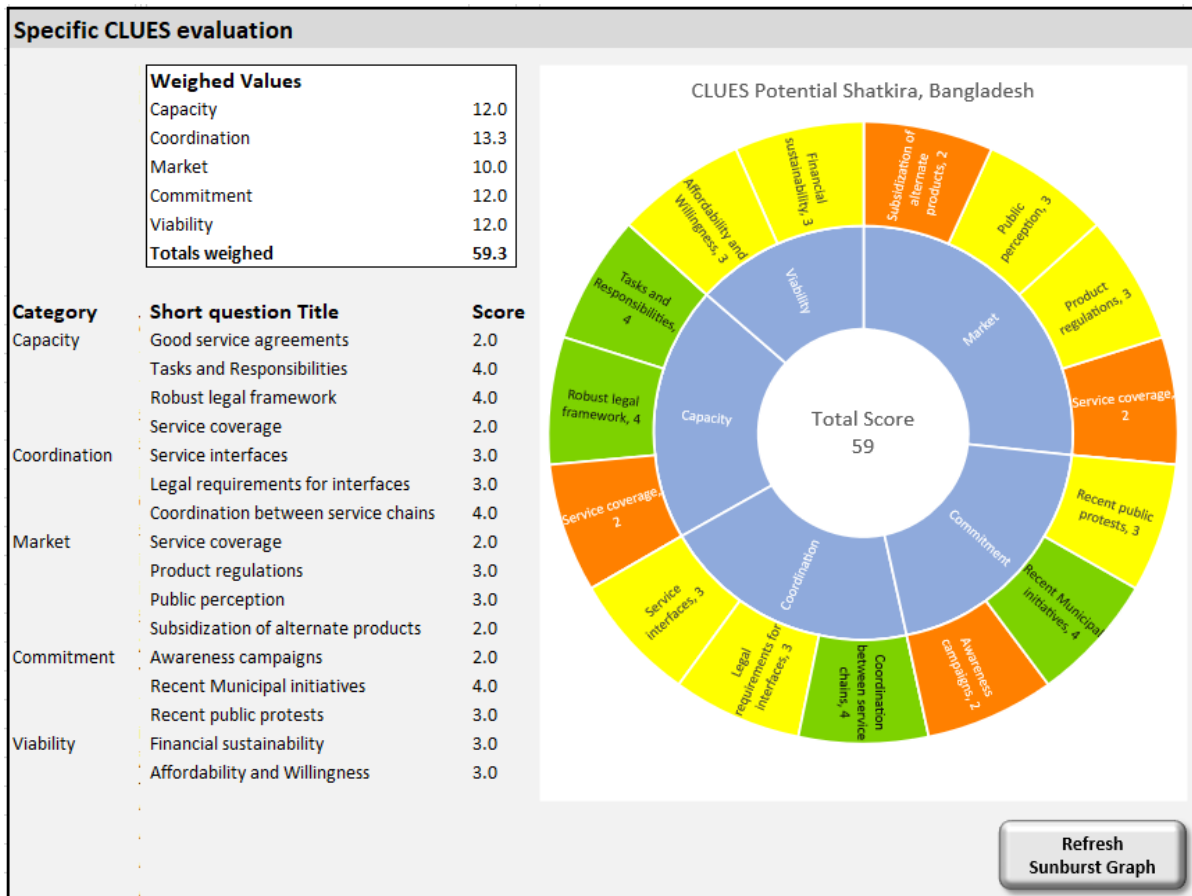 Specific CLUES evaluation
Weighed Values
Capacity 12.0
Coordination 13.3
Market 10.0
Commitment 12.0
Viability 12.0
Totals weighed 59.3
Category Short question Title Score
Capacity Good service agreements 2.0
Tasks and Responsibilities 4.0
Robust legal framework 4.0
Service coverage 2.0
Coordination Service interfaces 3.0
Legal requirements for interfaces 3.0
Coordination between service chains 4.0
Market Service coverage 2.0
Product regulations 3.0
Public perception 3.0
Subsidization of alternate products 2.0
Commitment Awareness campaigns 2.0
Recent Municipal initiatives 4.0
Recent public protests 3.0
Viability Financial sustainability 3.0
Affordability and Willingness 3.0
CLUES Potential Shatkira, Bangladesh
Subsidization of
alternate
products, 2
Public
perception, 3
Product
regulations, 3
Service coverage,
2
Recent public
protests, 3
Recent Municipal
initiatives, 4
Awareness
campaigns, 2
Coordination
between service
chains, 4
Legal
requirements for
interfaces, 3
Service
interfaces, 3
Service coverage,
2
Robust legal
framework, 4
Tasks and
Responsibilities,
4
Affordability and
Willingness, 3
Financial
sustainability, 3
Market
Commitment
Coordination
Capacity
Viability
Total Score
59
Refresh
Sunburst Graph